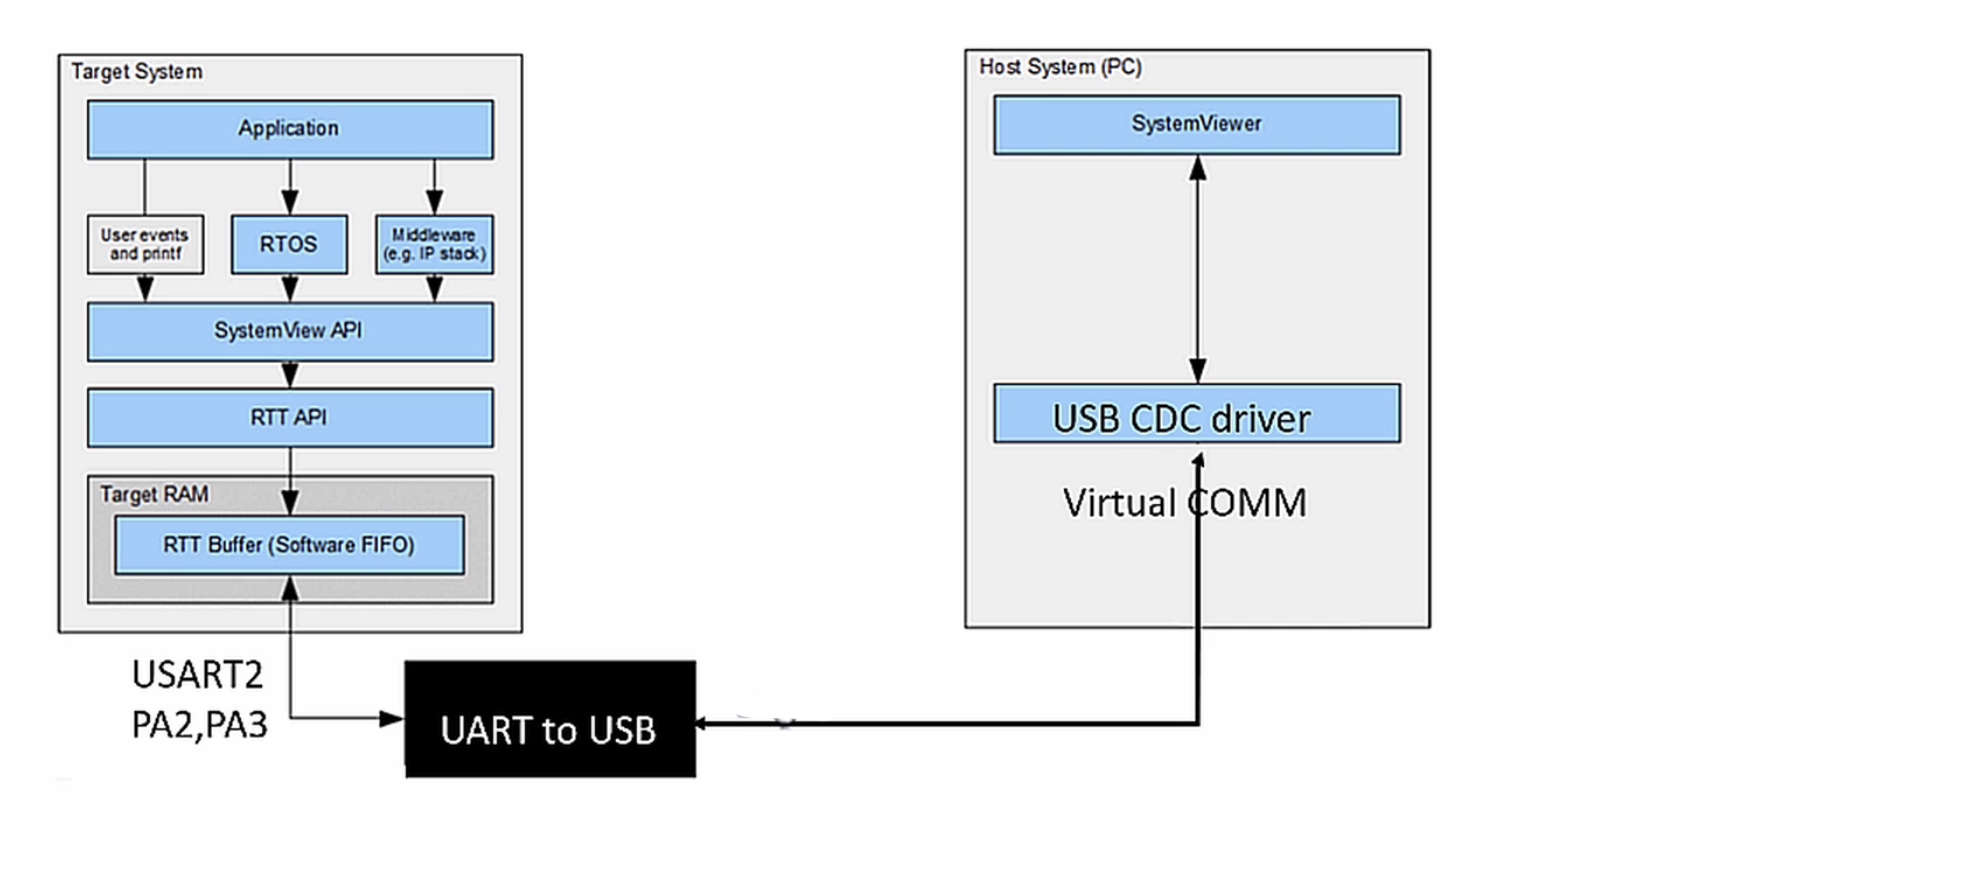 Target System
Application
User events
and printf
RTOS
Middleware
(e.g. IP stack)
SystemView API
RTT API
Target RAM
RTT Buffer (Software FIFO)
USART2
PA2,PA3
UART to USB
Host System (PC)
SystemViewer
USB CDC driver
Virtual COMM